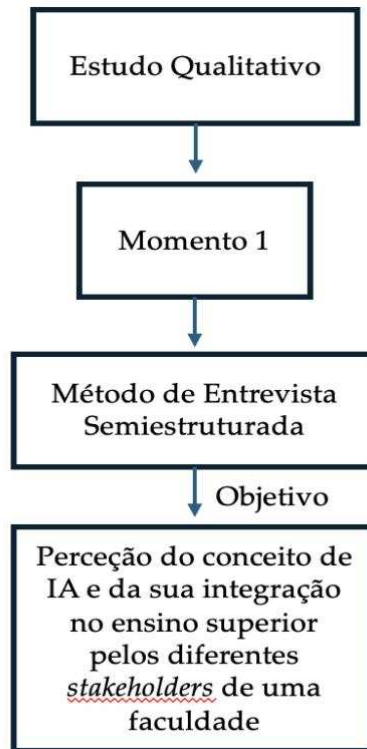 Estudo Qualitativo
Momento 1
Método de Entrevista
Semiestruturada
Objetivo
Perceção do conceito de
IA e da sua integração
no ensino superior
pelos diferentes
stakeholders de uma
faculdade